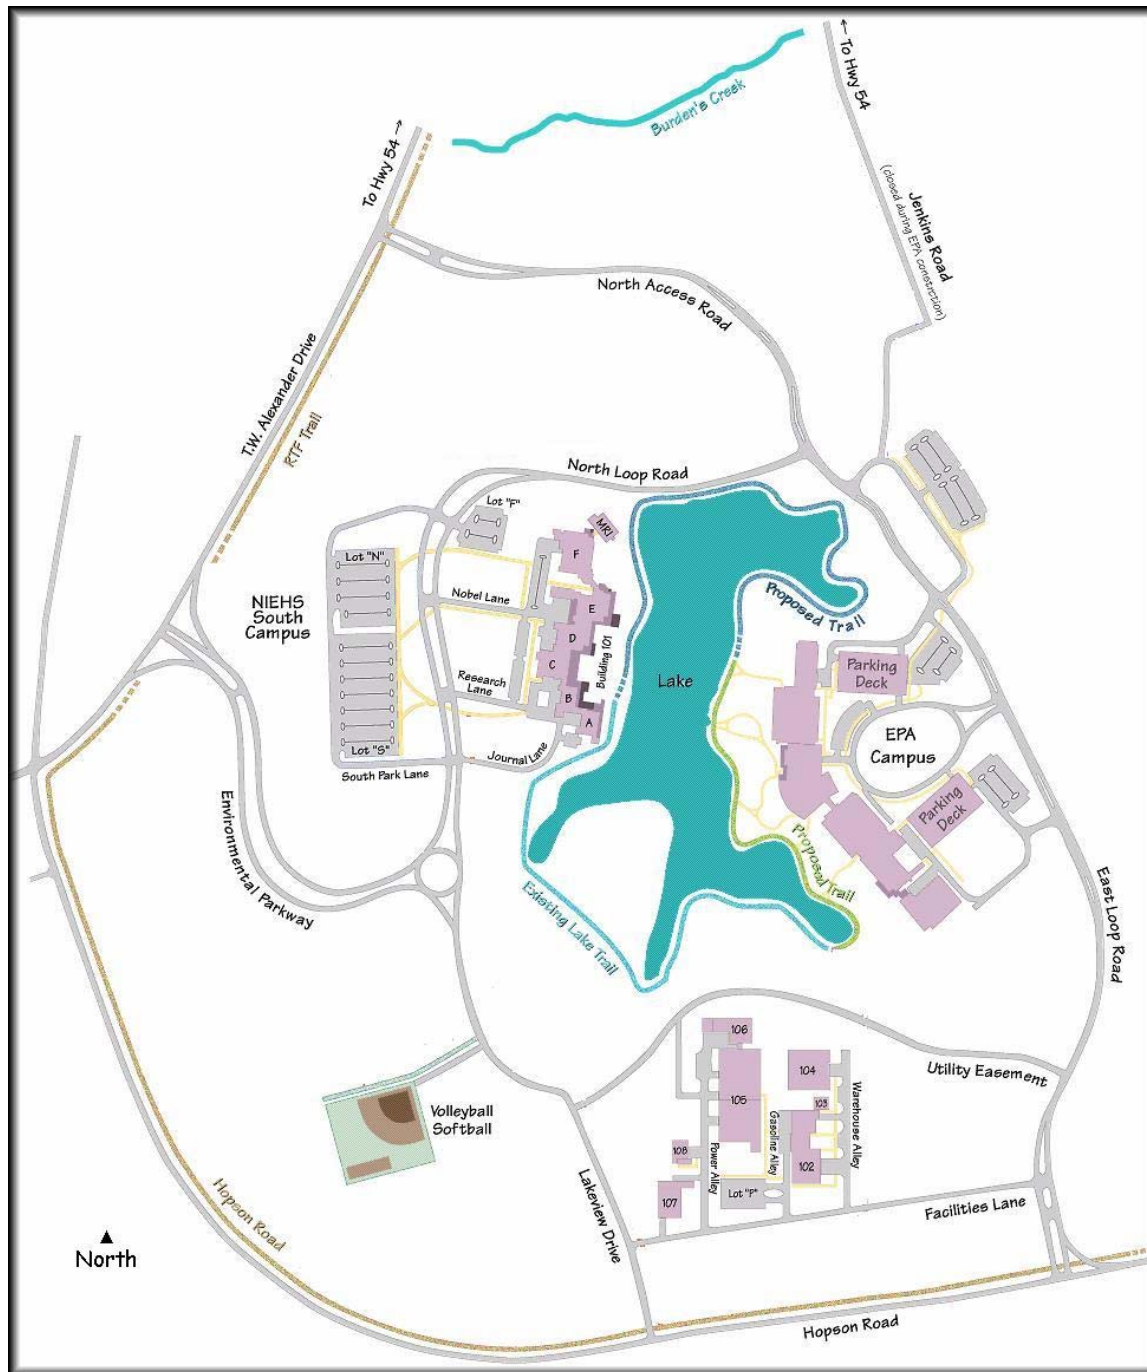 ← To Hwy 54
Burden's Creek
To Hwy 54 →
Jenkins Road
(closed during EPA constrction)
North Access Road
T.W. Alexander Drive
RTF Trail
North Loop Road
Lot "F"
MRI
F
Lot "N"
Nobel Lane
E
NIEHS
South
Campus
D
Building 101
C
Research
Lane
B
A
Lot "S"
South Park Lane
Journal Lane
Lake
Proposed Trail
Parking
Deck
EPA
Campus
Parking
Deck
Proposed Trail
Environmental Parkway
Existing Lake Trail
East Loop Road
Utility Easement
106
105
104
103
102
Warehouse Alley
Gasoline Alley
Power Alley
108
107
Lot "P"
Volleyball
Softball
Lakeview Drive
Facilities Lane
Hopson Road
▲
North
Hopson Road